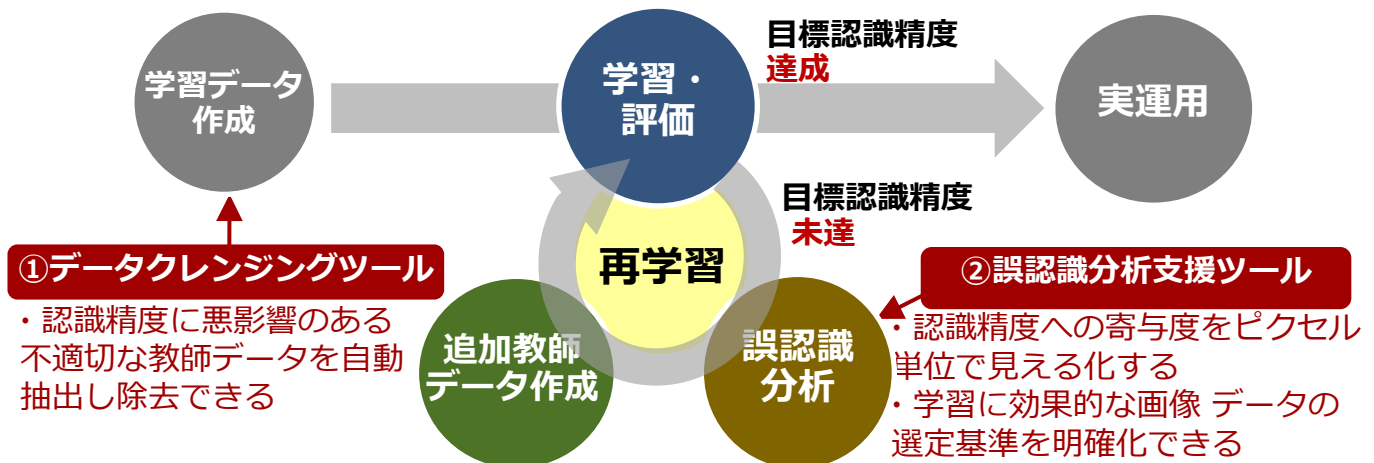 学習データ
作成
学習・
評価
目標認識精度
達成
実運用
目標認識精度
未達
再学習
①データクレンジングツール
・認識精度に悪影響のある
不適切な教師データを自動
抽出し除去できる
追加教師
データ作成
誤認識
分析
②誤認識分析支援ツール
・認識精度への寄与度をピクセル
単位で見える化する
・学習に効果的な画像 データの
選定基準を明確化できる